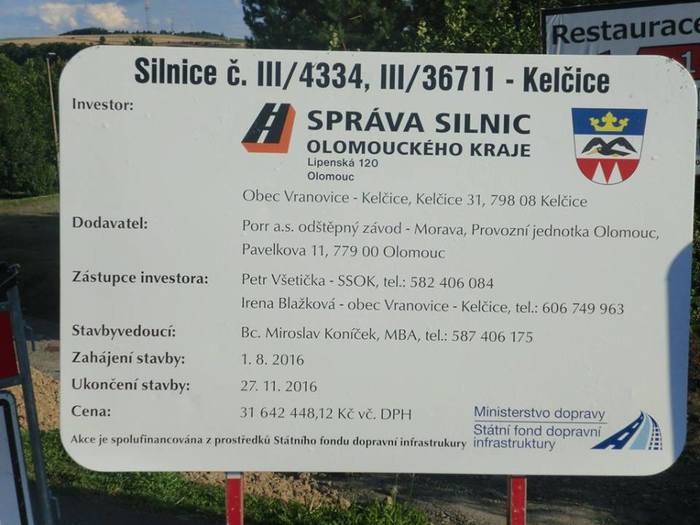 Restaurace
1
Silnice č. III/4334, III/36711 - Kelčice
Investor:
SPRÁVA SILNIC
OLOMOUCKÉHO KRAJE
Lipenská 120
Olomouc
Obec Vranovice - Kelčice, Kelčice 31, 798 08 Kelčice
Dodavatel: Porr a.s. odštěpný závod - Morava, Provozní jednotka Olomouc,
Pavelkova 11, 779 00 Olomouc
Zástupce investora: Petr Všetička - SSOK, tel.: 582 406 084
Irena Blažková - obec Vranovice - Kelčice, tel.: 606 749 963
Stavbyvedoucí: Bc. Miroslav Koníček, MBA, tel.: 587 406 175
Zahájení stavby: 1. 8. 2016
Ukončení stavby: 27. 11. 2016
Cena: 31 642 448,12 Kč vč. DPH
Ministerstvo dopravy
Státní fond dopravní
infrastruktury
Akce je spolufinancována z prostředků Státního fondu dopravní infrastrukury